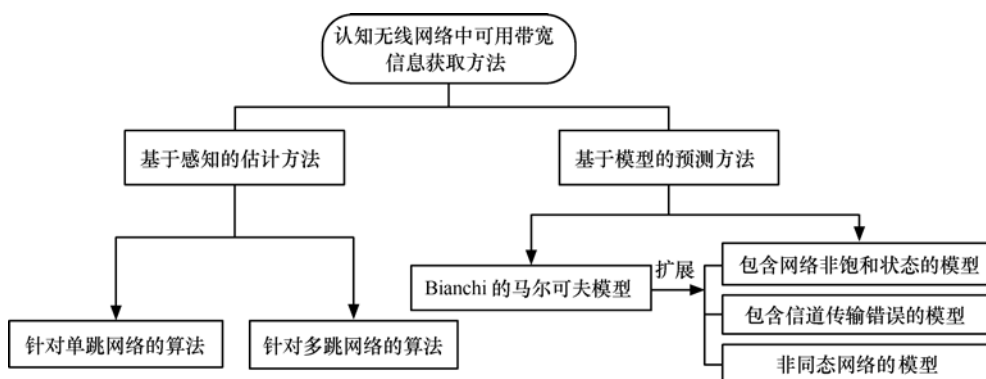 认知无线网络中可用带宽
信息获取方法
基于感知的估计方法
基于模型的预测方法
针对单跳网络的算法
针对多跳网络的算法
Bianchi 的马尔可夫模型
扩展
包含网络非饱和状态的模型
包含信道传输错误的模型
非同态网络的模型